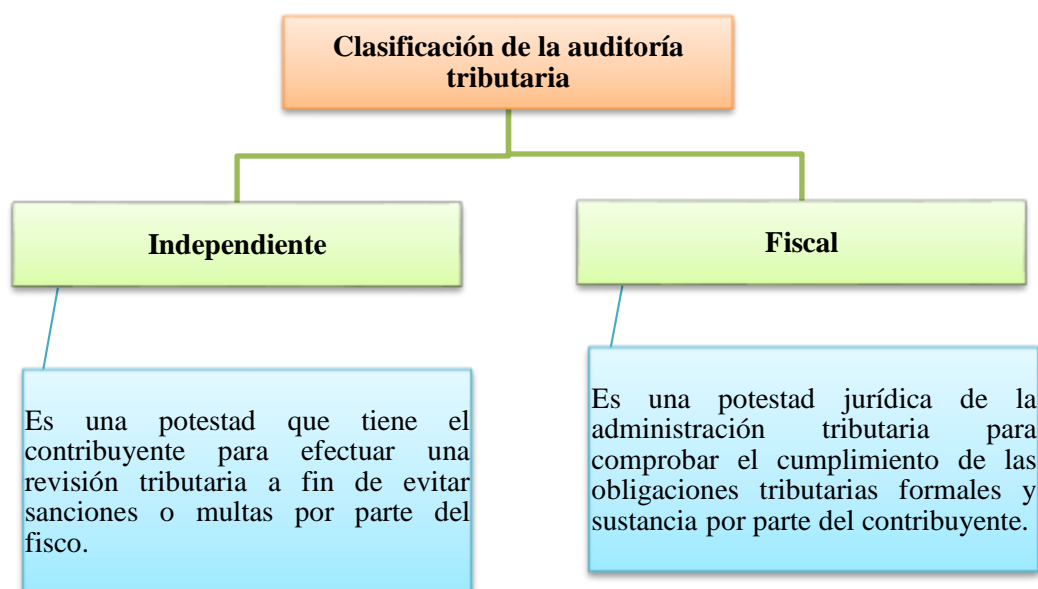 Clasificación de la auditoría
tributaria
Independiente
Fiscal
Es una potestad que tiene el
contribuyente para efectuar una
revisión tributaria a fin de evitar
sanciones o multas por parte del
fisco.
Es una potestad jurídica de la
administración tributaria para
comprobar el cumplimiento de las
obligaciones tributarias formales y
sustancia por parte del contribuyente.